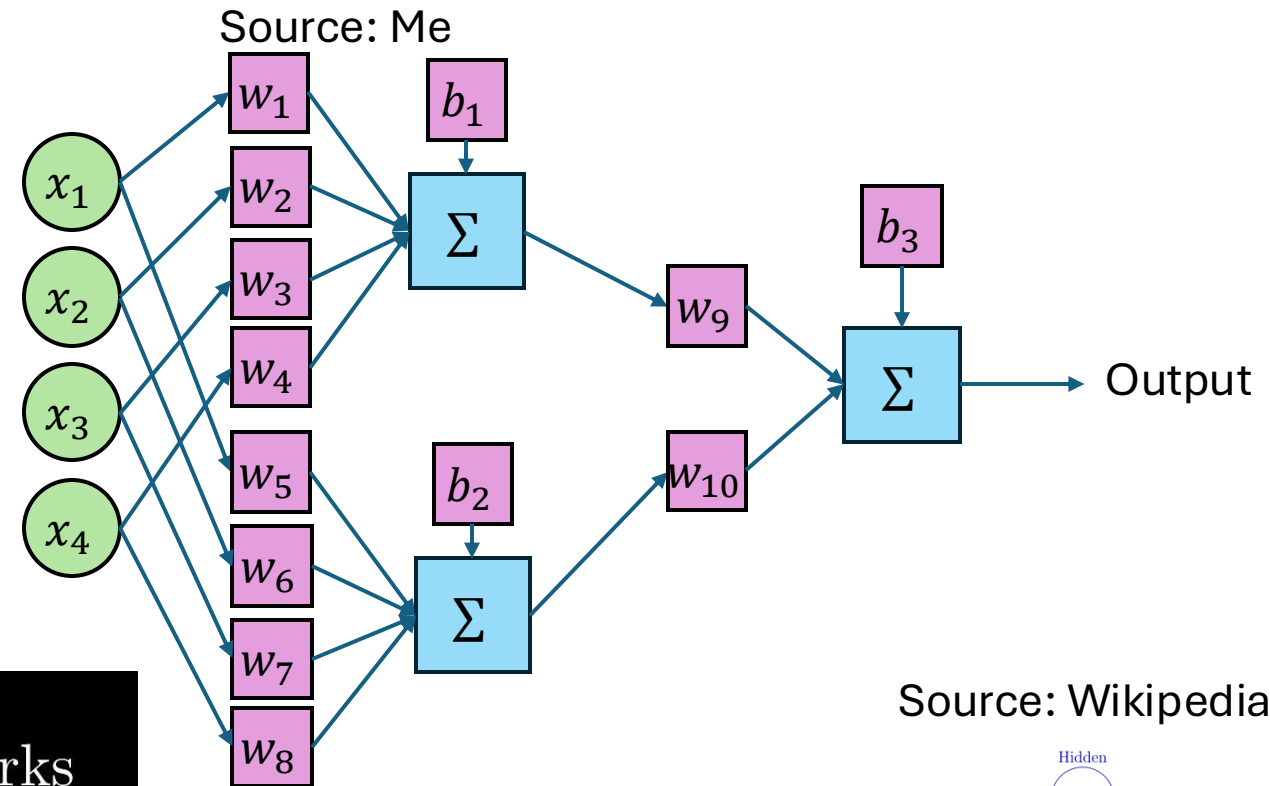 Source: Me
w₁
b₁
x₁
w₂
Σ
b₃
x₂
w₃
w₉
w₄
Σ
Output
x₃
w₅
b₂
w₁₀
x₄
w₆
Σ
w₇
Source: Wikipedia
w₈
rks
Hidden